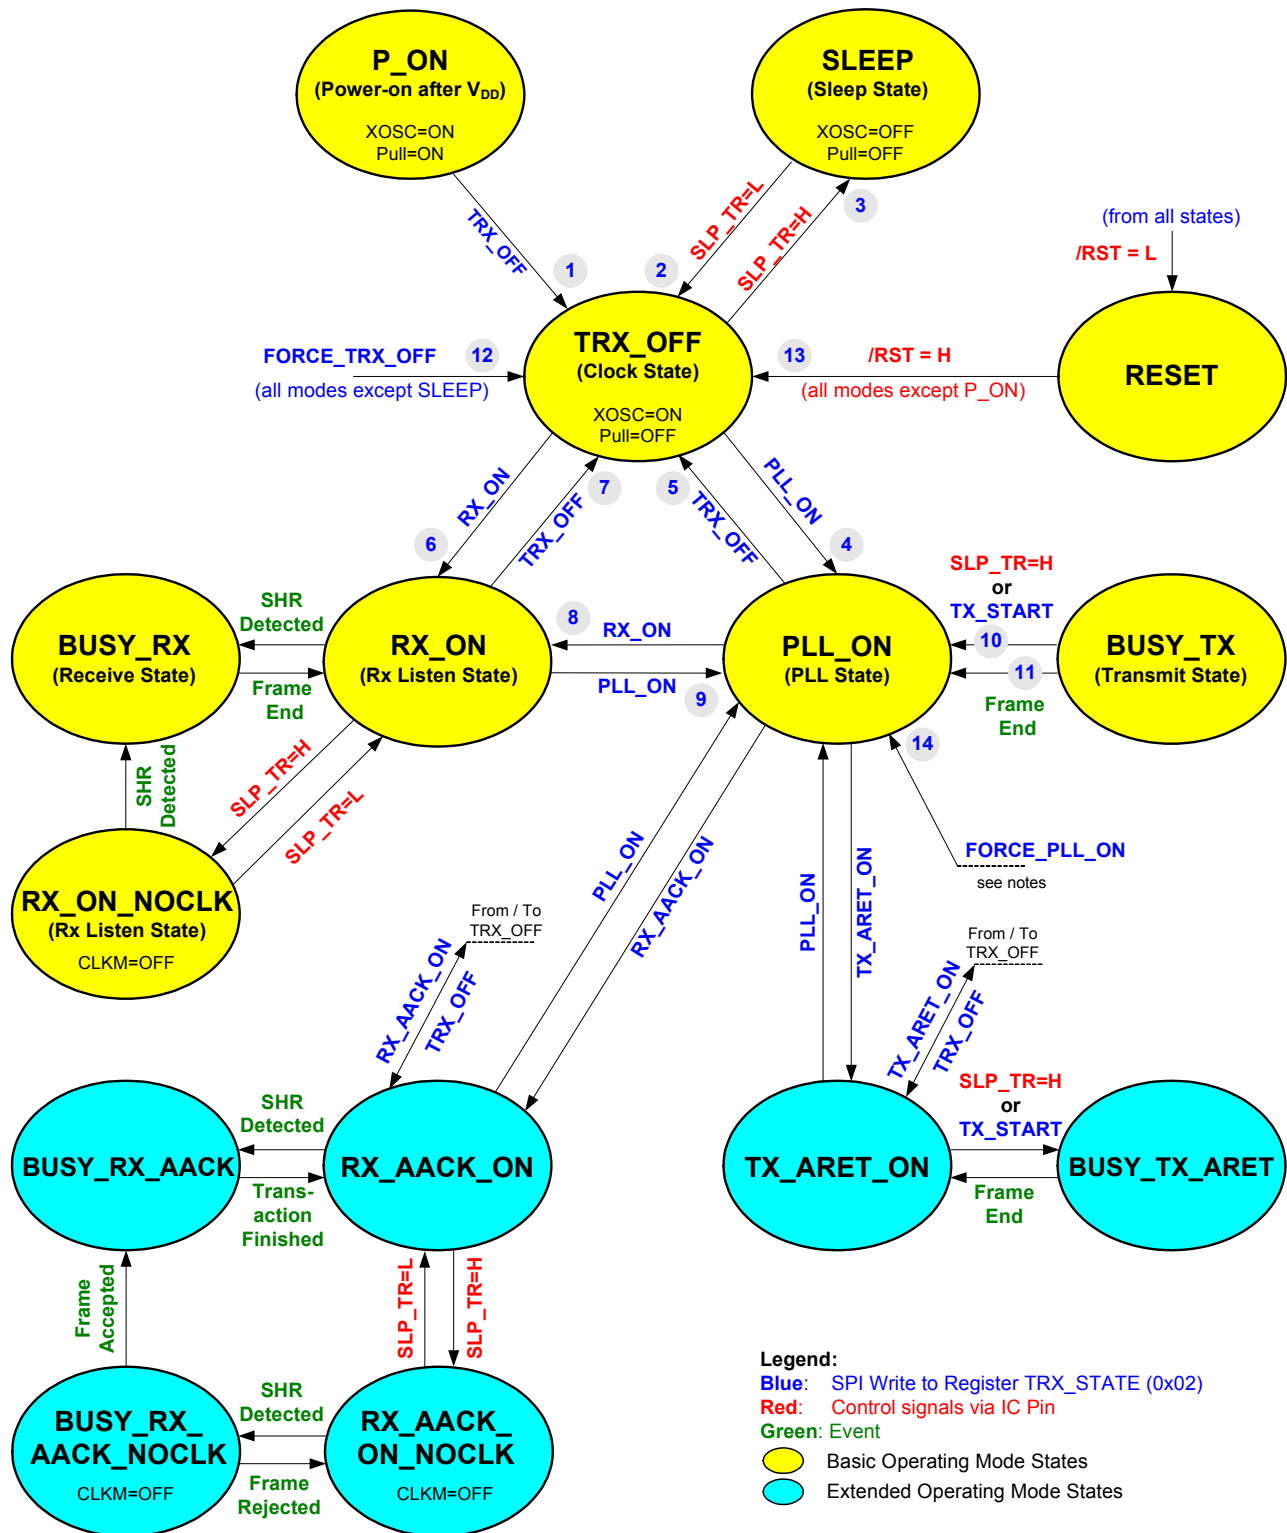 P_ON
(Power-on after VDD)
XOSC=ON
Pull=ON
SLEEP
(Sleep State)
XOSC=OFF
Pull=OFF
TRX_OFF
1
SLP_TR=L
2
SLP_TR=H
3
(from all states)
/RST = L
FORCE_TRX_OFF
12
(all modes except SLEEP)
TRX_OFF
(Clock State)
XOSC=ON
Pull=OFF
13
/RST = H
(all modes except P_ON)
RESET
RX_ON
6
TRX_OFF
7
5
TRX_OFF
PLL_ON
4
BUSY_RX
(Receive State)
SHR
Detected
Frame
End
RX_ON
(Rx Listen State)
8
RX_ON
PLL_ON
9
PLL_ON
(PLL State)
SLP_TR=H
or
TX_START
10
11
Frame
End
BUSY_TX
(Transmit State)
SHR
Detected
SLP_TR=H
SLP_TR=L
14
FORCE_PLL_ON
see notes
RX_ON_NOCLK
(Rx Listen State)
CLKM=OFF
PLL_ON
RX_AACK_ON
PLL_ON
TX_ARET_ON
From / To
TRX_OFF
RX_AACK_ON
TRX_OFF
From / To
TRX_OFF
TX_ARET_ON
TRX_OFF
BUSY_RX_AACK
SHR
Detected
Trans-
action
Finished
RX_AACK_ON
TX_ARET_ON
SLP_TR=H
or
TX_START
Frame
End
BUSY_TX_ARET
Frame
Accepted
SLP_TR=L
SLP_TR=H
BUSY_RX_
AACK_NOCLK
CLKM=OFF
SHR
Detected
Frame
Rejected
RX_AACK_
ON_NOCLK
CLKM=OFF
Legend:
Blue: SPI Write to Register TRX_STATE (0x02)
Red: Control signals via IC Pin
Green: Event
Basic Operating Mode States
Extended Operating Mode States